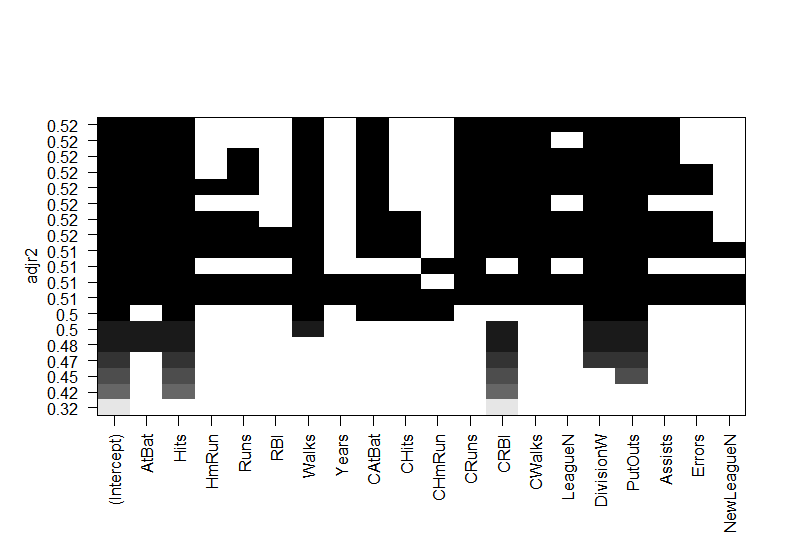 adjr2
0.52
0.52
0.52
0.52
0.52
0.52
0.52
0.52
0.51
0.51
0.51
0.51
0.5
0.5
0.48
0.47
0.45
0.42
0.32
(Intercept)
AtBat
Hits
HmRun
Runs
RBI
Walks
Years
CAtBat
CHits
CHmRun
CRuns
CRBI
CWalks
LeagueN
DivisionW
PutOuts
Assists
Errors
NewLeagueN